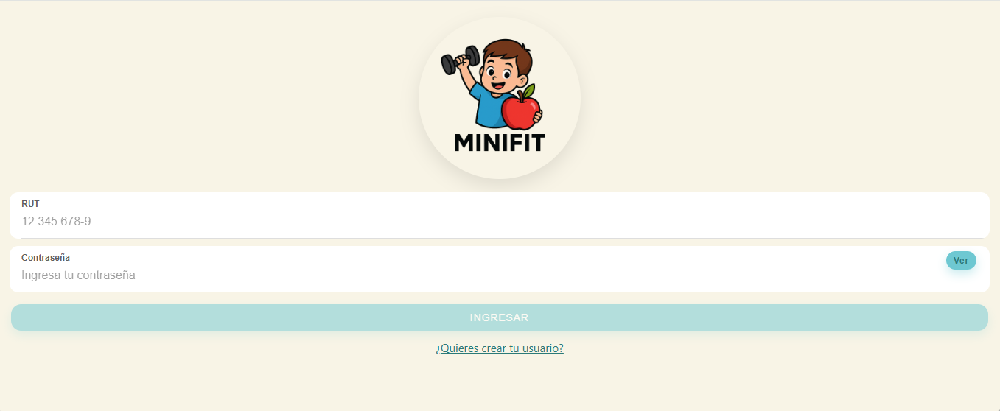 MINIFIT
RUT
12.345.678-9
Contraseña
Ver
Ingresa tu contraseña
INGRESAR
¿Quieres crear tu usuario?